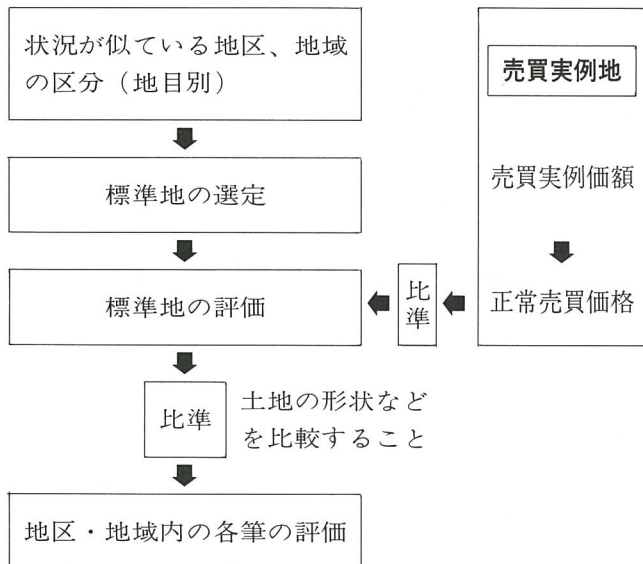 状況が似ている地区、地域
の区分（地目別）
標準地の選定
標準地の評価
比準
土地の形状など
を比較すること
地区・地域内の各筆の評価
売買実例地
売買実例価額
正常売買価格
比準